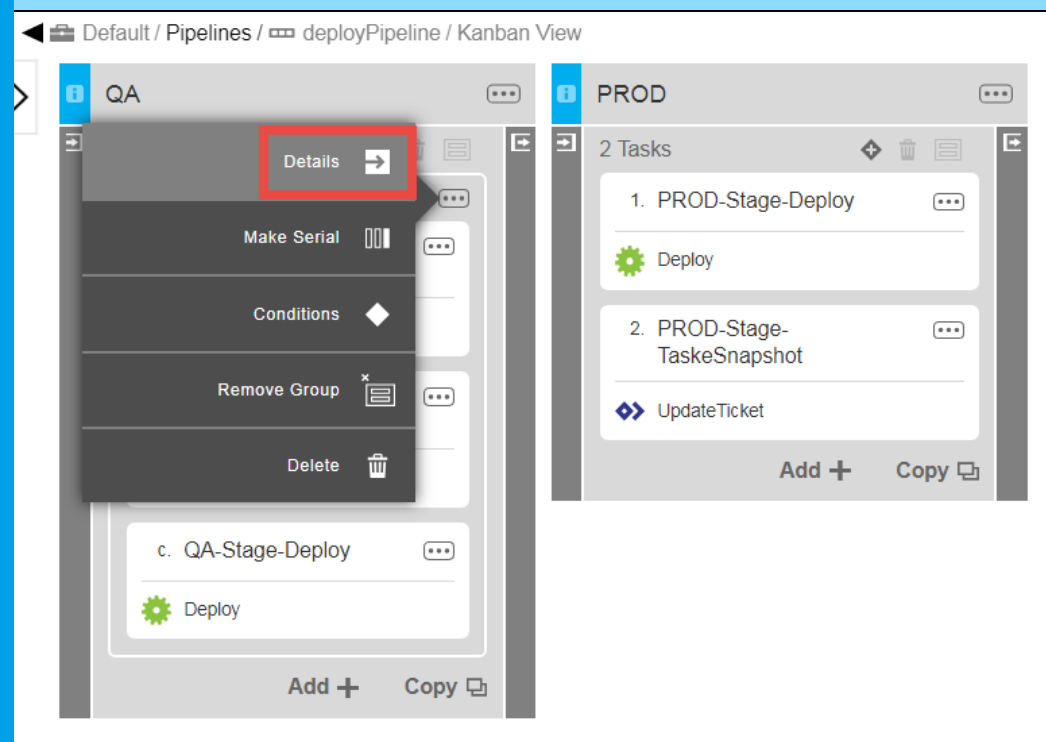 Default / Pipelines / deployPipeline / Kanban View
QA
Details
Make Serial
Conditions
Remove Group
Delete
c. QA-Stage-Deploy
Deploy
Add Copy
PROD
2 Tasks
1. PROD-Stage-Deploy
Deploy
2. PROD-Stage-
TaskeSnapshot
UpdateTicket
Add Copy